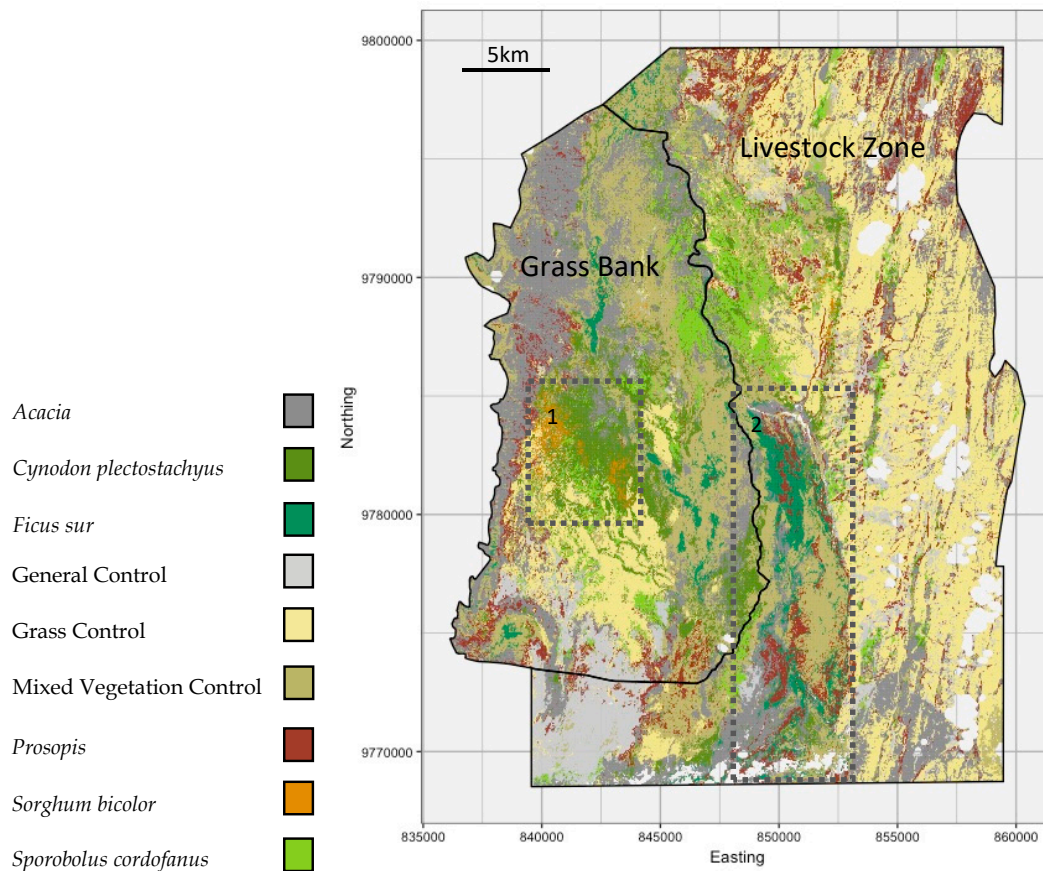 9800000
5km
Livestock Zone
Grass Bank
9790000
Northing
1
2
9780000
9770000
835000 840000 845000 850000 855000 860000
Easting
Acacia
Cynodon plectostachyus
Ficus sur
General Control
Grass Control
Mixed Vegetation Control
Prosopis
Sorghum bicolor
Sporobolus cordofanus